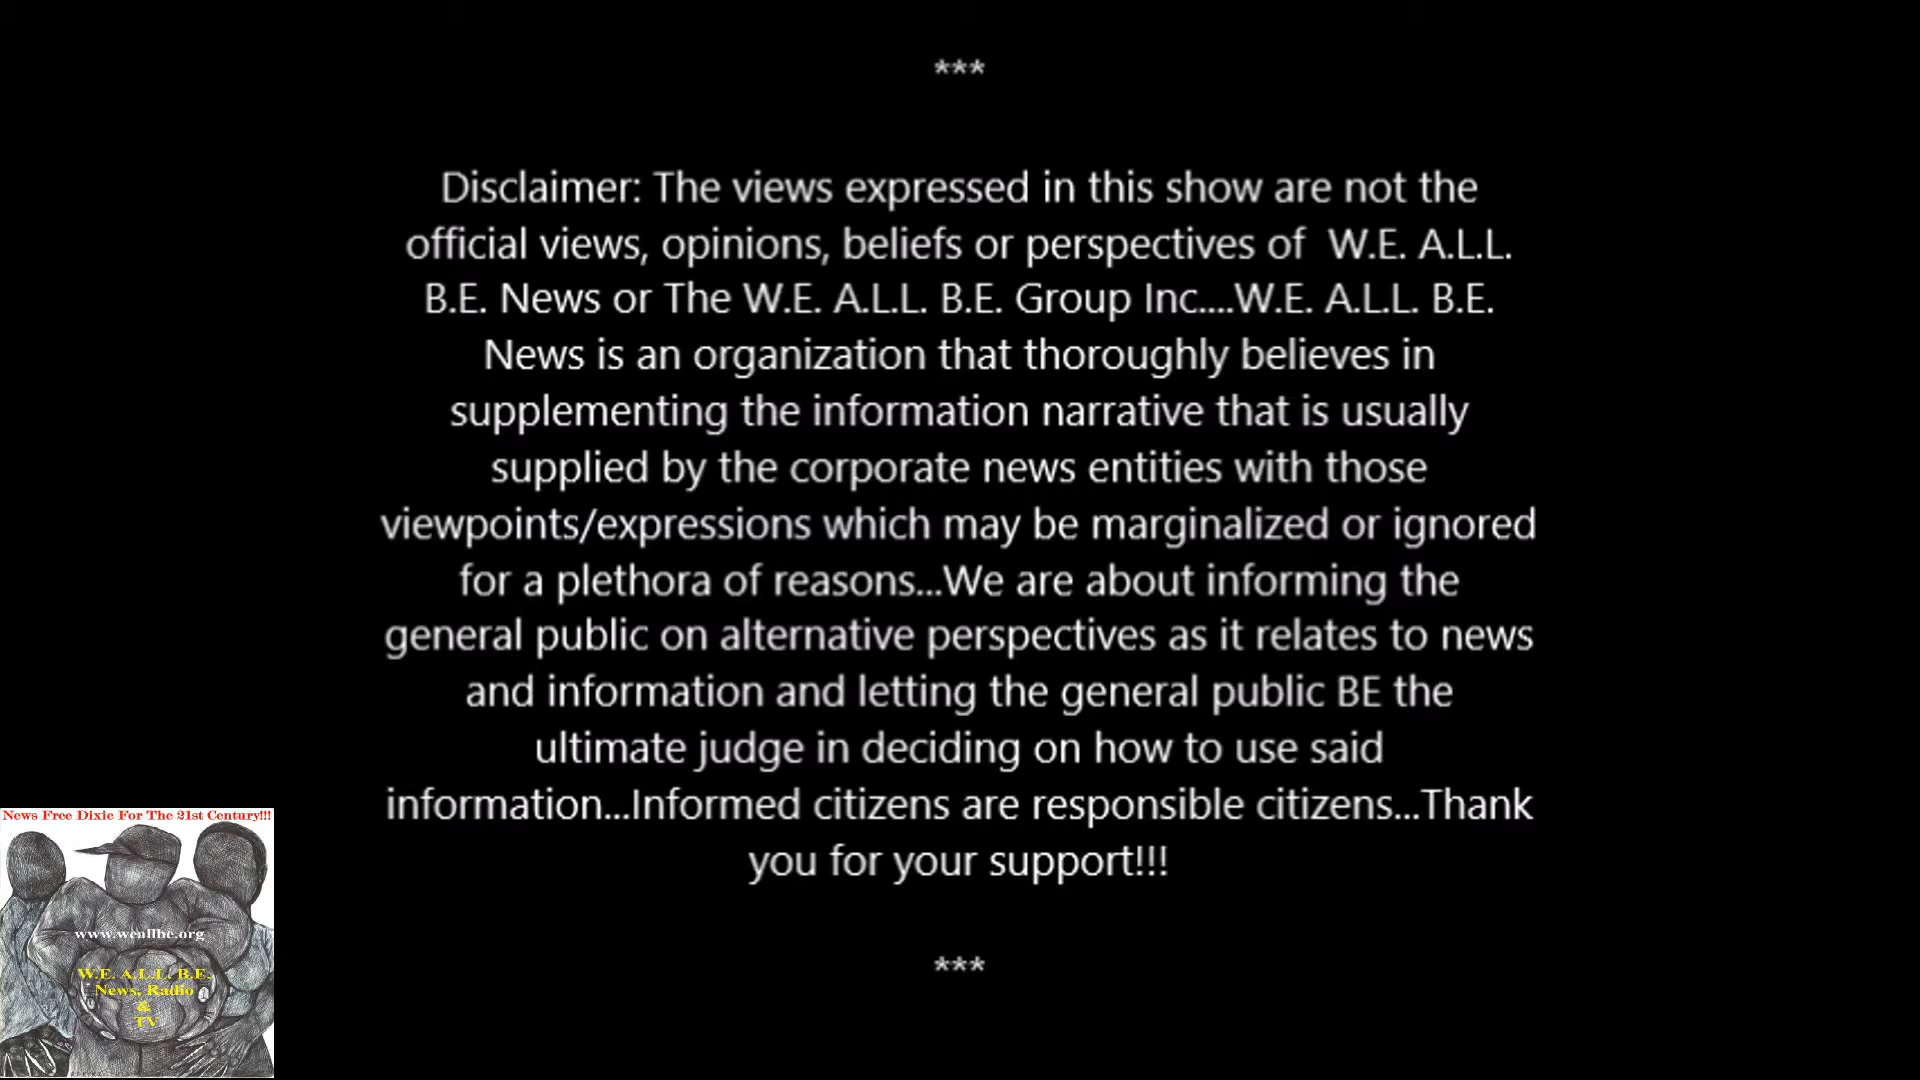 ***
Disclaimer: The views expressed in this show are not the
official views, opinions, beliefs or perspectives of  W.E. A.L.L.
B.E. News or The W.E. A.L.L. B.E. Group Inc....W.E. A.L.L. B.E.
News is an organization that thoroughly believes in
supplementing the information narrative that is usually
supplied by the corporate news entities with those
viewpoints/expressions which may be marginalized or ignored
for a plethora of reasons...We are about informing the
general public on alternative perspectives as it relates to news
and information and letting the general public BE the
ultimate judge in deciding on how to use said
information...Informed citizens are responsible citizens...Thank
you for your support!!!
***
News Free Dixie For The 21st Century!!!
www.weallbe.org
W.E. A.L.L. B.E.
News, Radio
&
TV